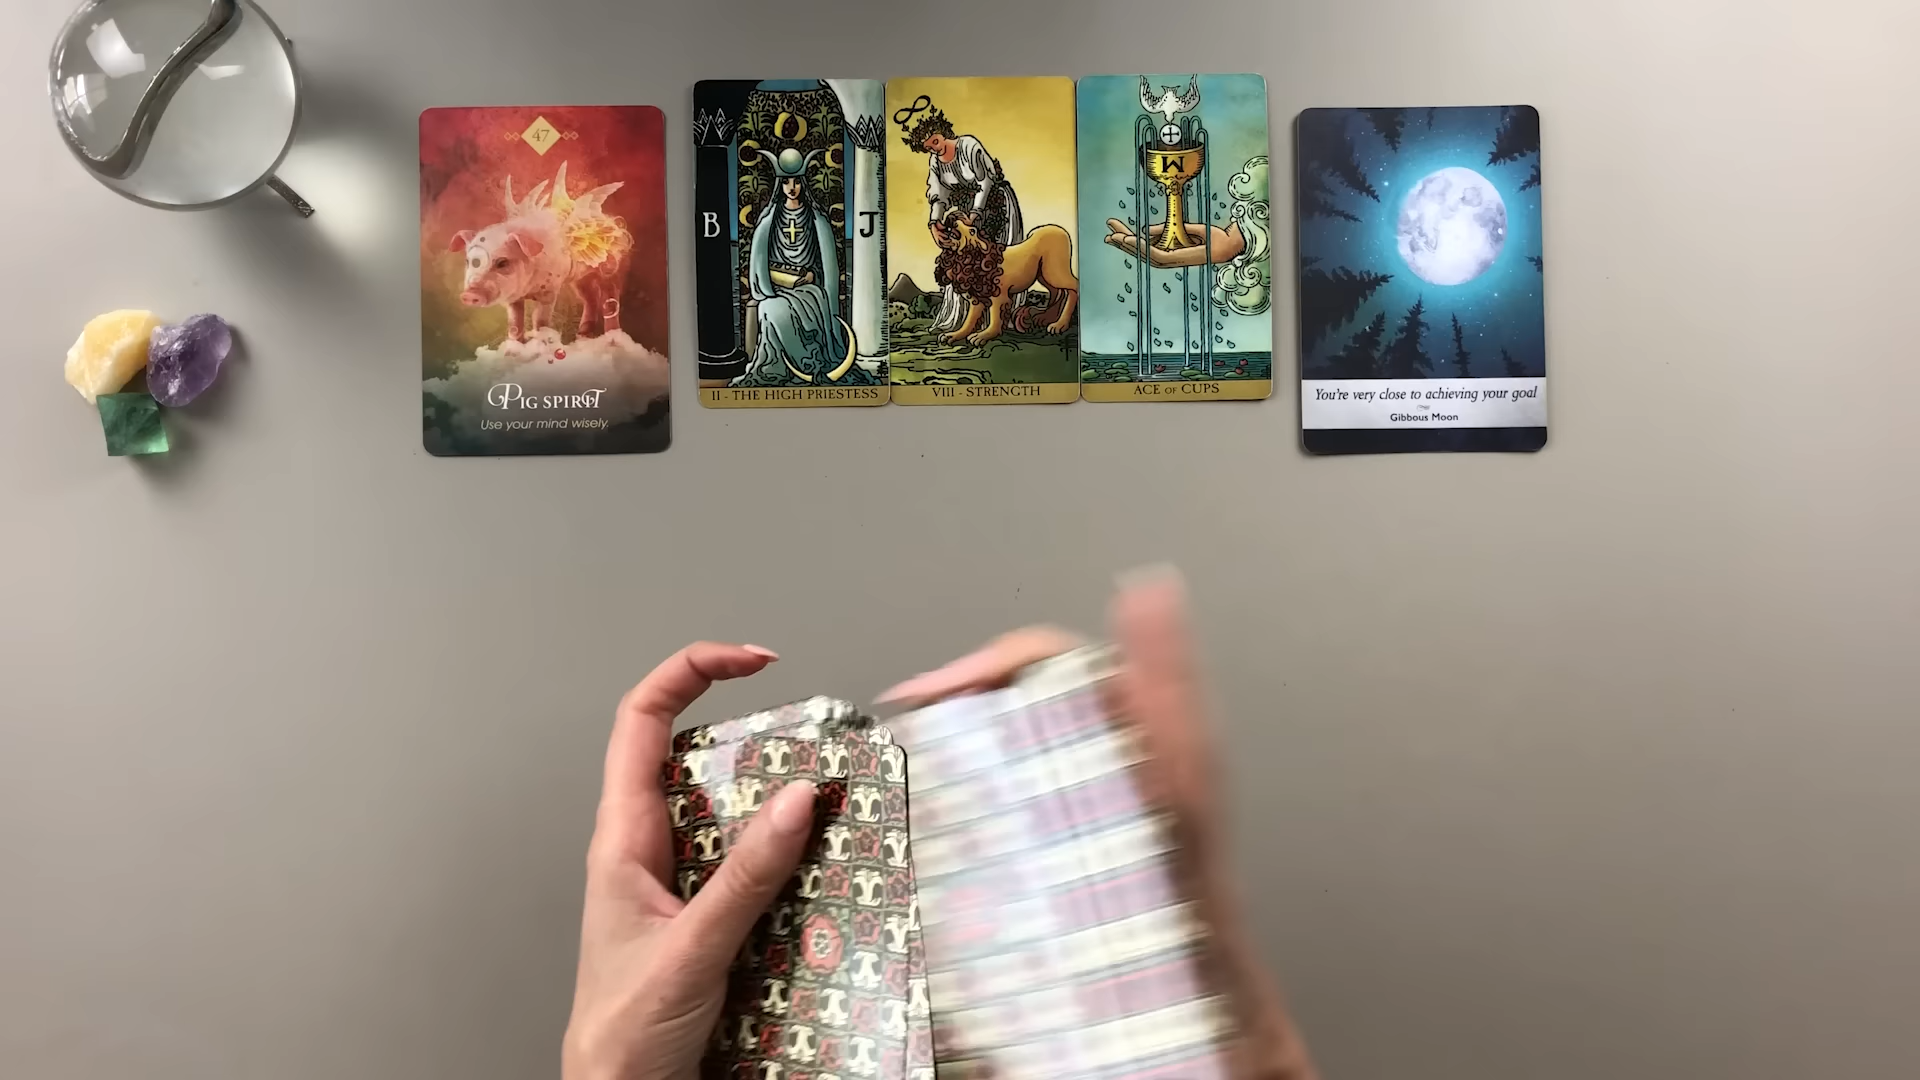 47
PIG SPIRIT
Use your mind wisely.
B
J
II - THE HIGH PRIESTESS
VIII - STRENGTH
W
ACE OF CUPS
You're very close to achieving your goal
Gibbous Moon